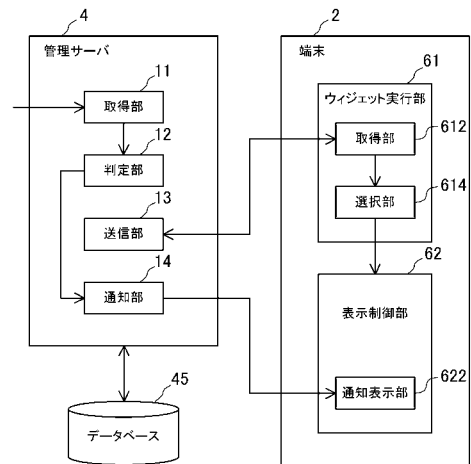 4
管理サーバ
11
取得部
12
判定部
13
送信部
14
通知部
45
データベース
2
端末
61
ウィジェット実行部
取得部
612
選択部
614
62
表示制御部
通知表示部
622